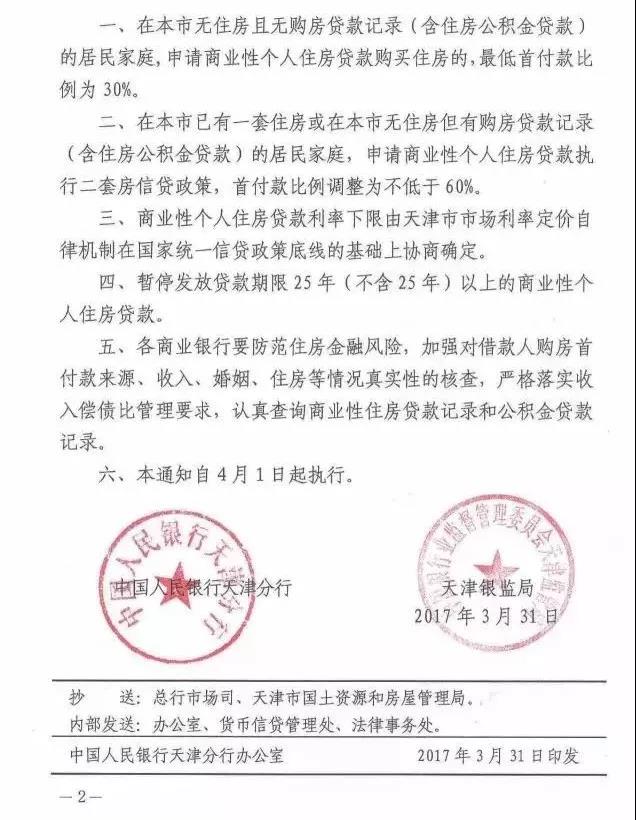 一、在本市无住房且无购房贷款记录（含住房公积金贷款）
的居民家庭,申请商业性个人住房贷款购买住房的,最低首付款比
例为 30%。
二、在本市已有一套住房或在本市无住房但有购房贷款记录
（含住房公积金贷款）的居民家庭，申请商业性个人住房贷款执
行二套房信贷政策，首付款比例调整为不低于 60%。
三、商业性个人住房贷款利率下限由天津市市场利率定价自
律机制在国家统一信贷政策底线的基础上协商确定。
四、暂停发放贷款期限 25 年（不含 25 年）以上的商业性个
人住房贷款。
五、各商业银行要防范住房金融风险，加强对借款人购房首
付款来源、收入、婚姻、住房等情况真实性的核查，严格落实收
入偿债比管理要求，认真查询商业性住房贷款记录和公积金贷款
记录。
六、本通知自 4 月 1 日起执行。
中国人民银行天津分行
中国人民银行天津分行
天津银监局
2017 年 3 月 31 日
抄　送：总行市场司、天津市国土资源和房屋管理局。
内部发送：办公室、货币信贷管理处、法律事务处。
中国人民银行天津分行办公室　2017 年 3 月 31 日印发
—2—